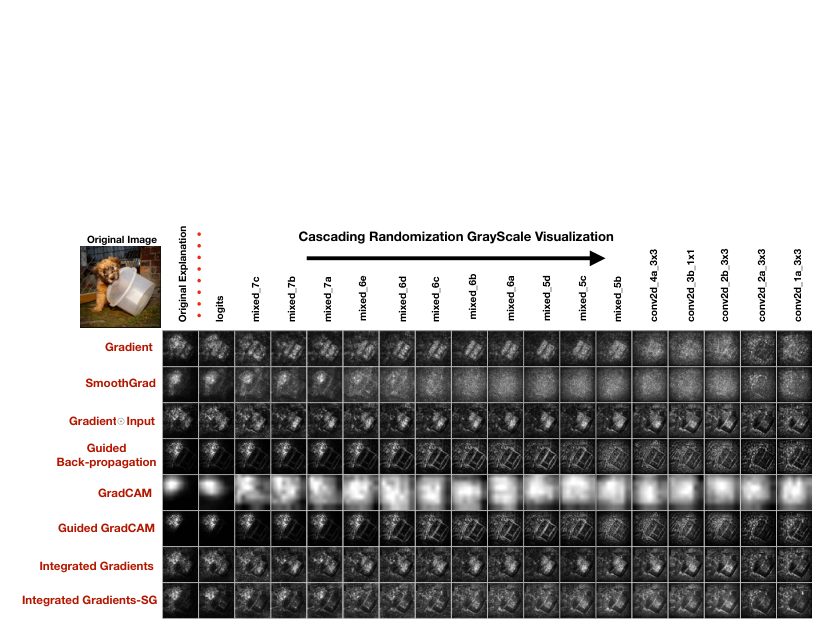 Original Image
Cascading Randomization GrayScale Visualization
Original Explanation
logits
mixed_7c
mixed_7b
mixed_7a
mixed_6e
mixed_6d
mixed_6c
mixed_6b
mixed_6a
mixed_5d
mixed_5c
mixed_5b
conv2d_4a_3x3
conv2d_3b_1x1
conv2d_2b_3x3
conv2d_2a_3x3
conv2d_1a_3x3
Gradient
SmoothGrad
Gradient⊙Input
Guided
Back-propagation
GradCAM
Guided GradCAM
Integrated Gradients
Integrated Gradients-SG